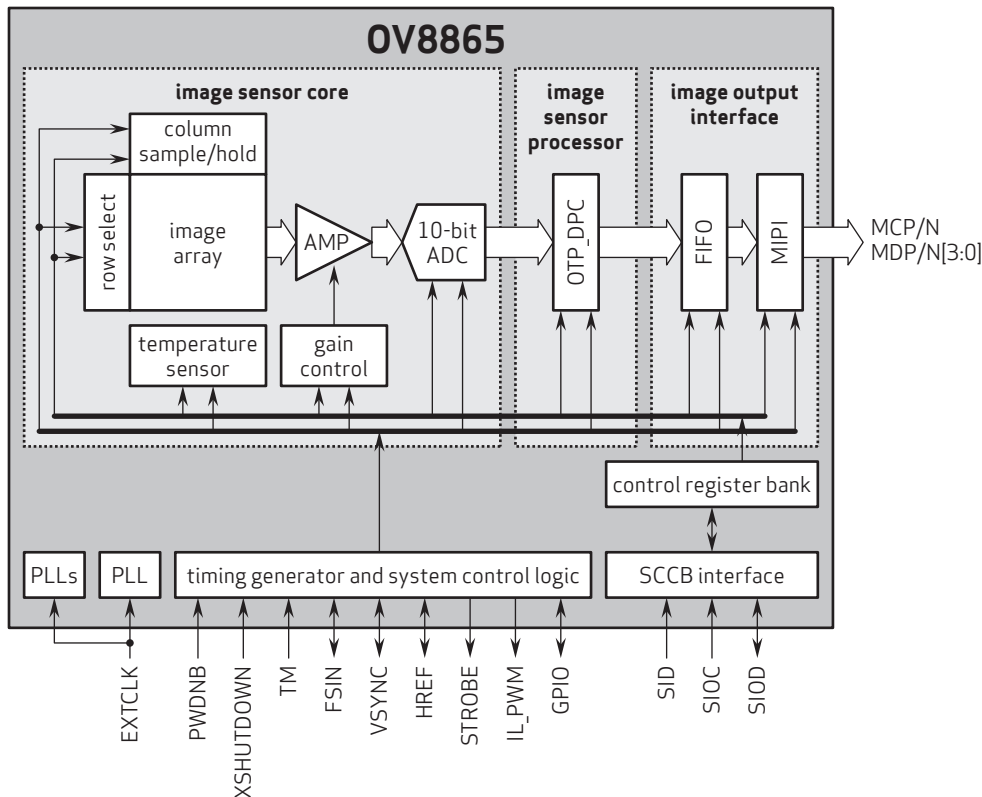 OV8865
image sensor core
image
sensor
processor
image output
interface
column
sample/hold
row select
image
array
AMP
10-bit
ADC
OTP_DPC
FIFO
MIPI
MCP/N
MDP/N[3:0]
temperature
sensor
gain
control
control register bank
PLLs
PLL
timing generator and system control logic
SCCB interface
EXTCLK
PWDNB
XSHUTDOWN
TM
FSIN
VSYNC
HREF
STROBE
IL_PWM
GPIO
SID
SIOC
SIOD